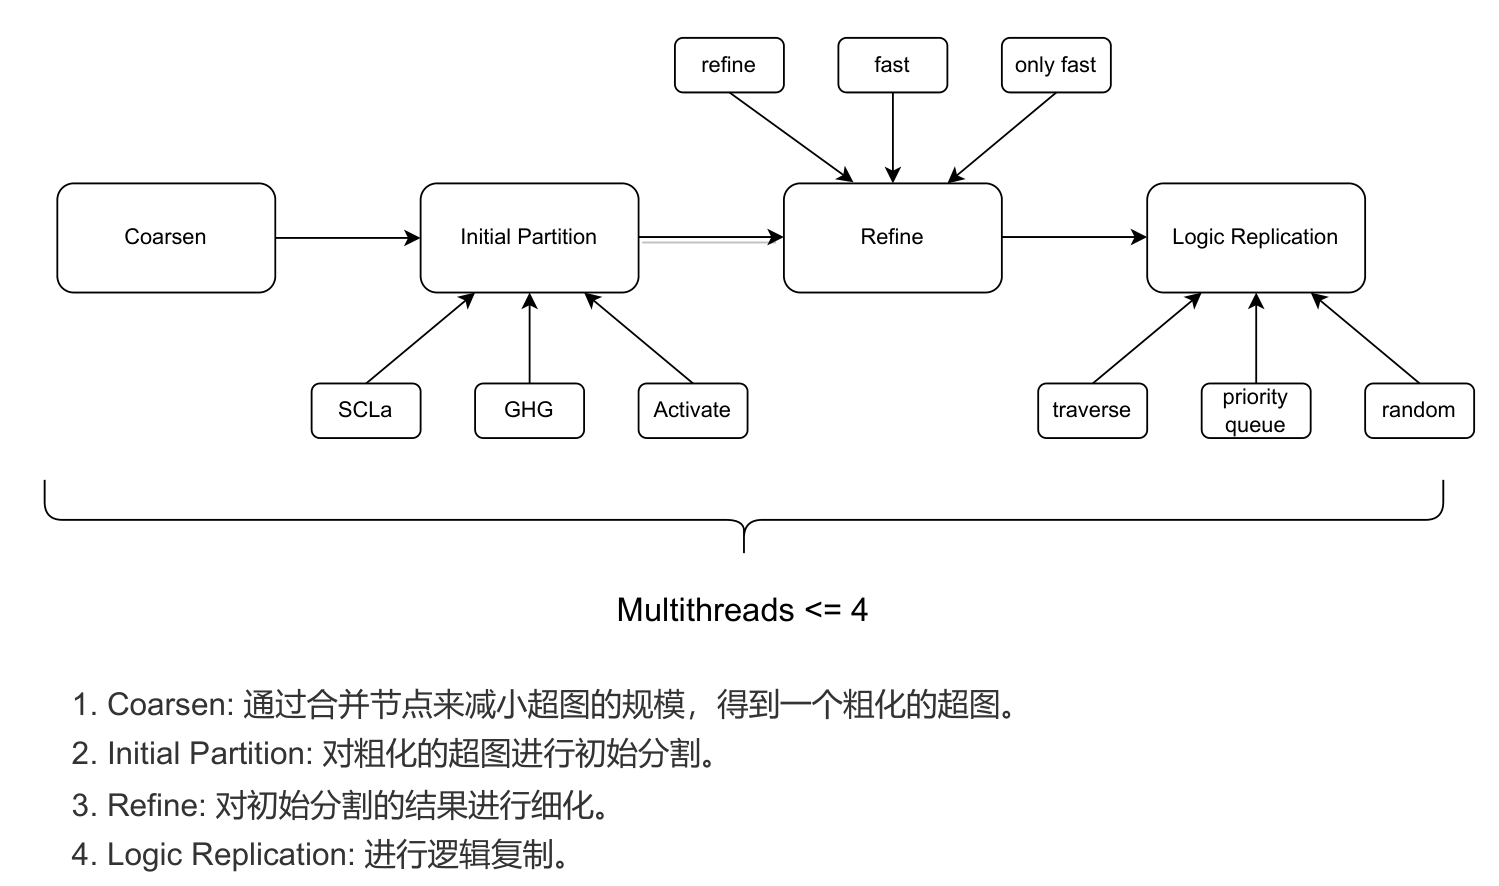 refine
fast
only fast
Coarsen
Initial Partition
Refine
Logic Replication
SCLa
GHG
Activate
traverse
priority
queue
random
Multithreads <= 4
1. Coarsen: 通过合并节点来减小超图的规模，得到一个粗化的超图。
2. Initial Partition: 对粗化的超图进行初始分割。
3. Refine: 对初始分割的结果进行细化。
4. Logic Replication: 进行逻辑复制。